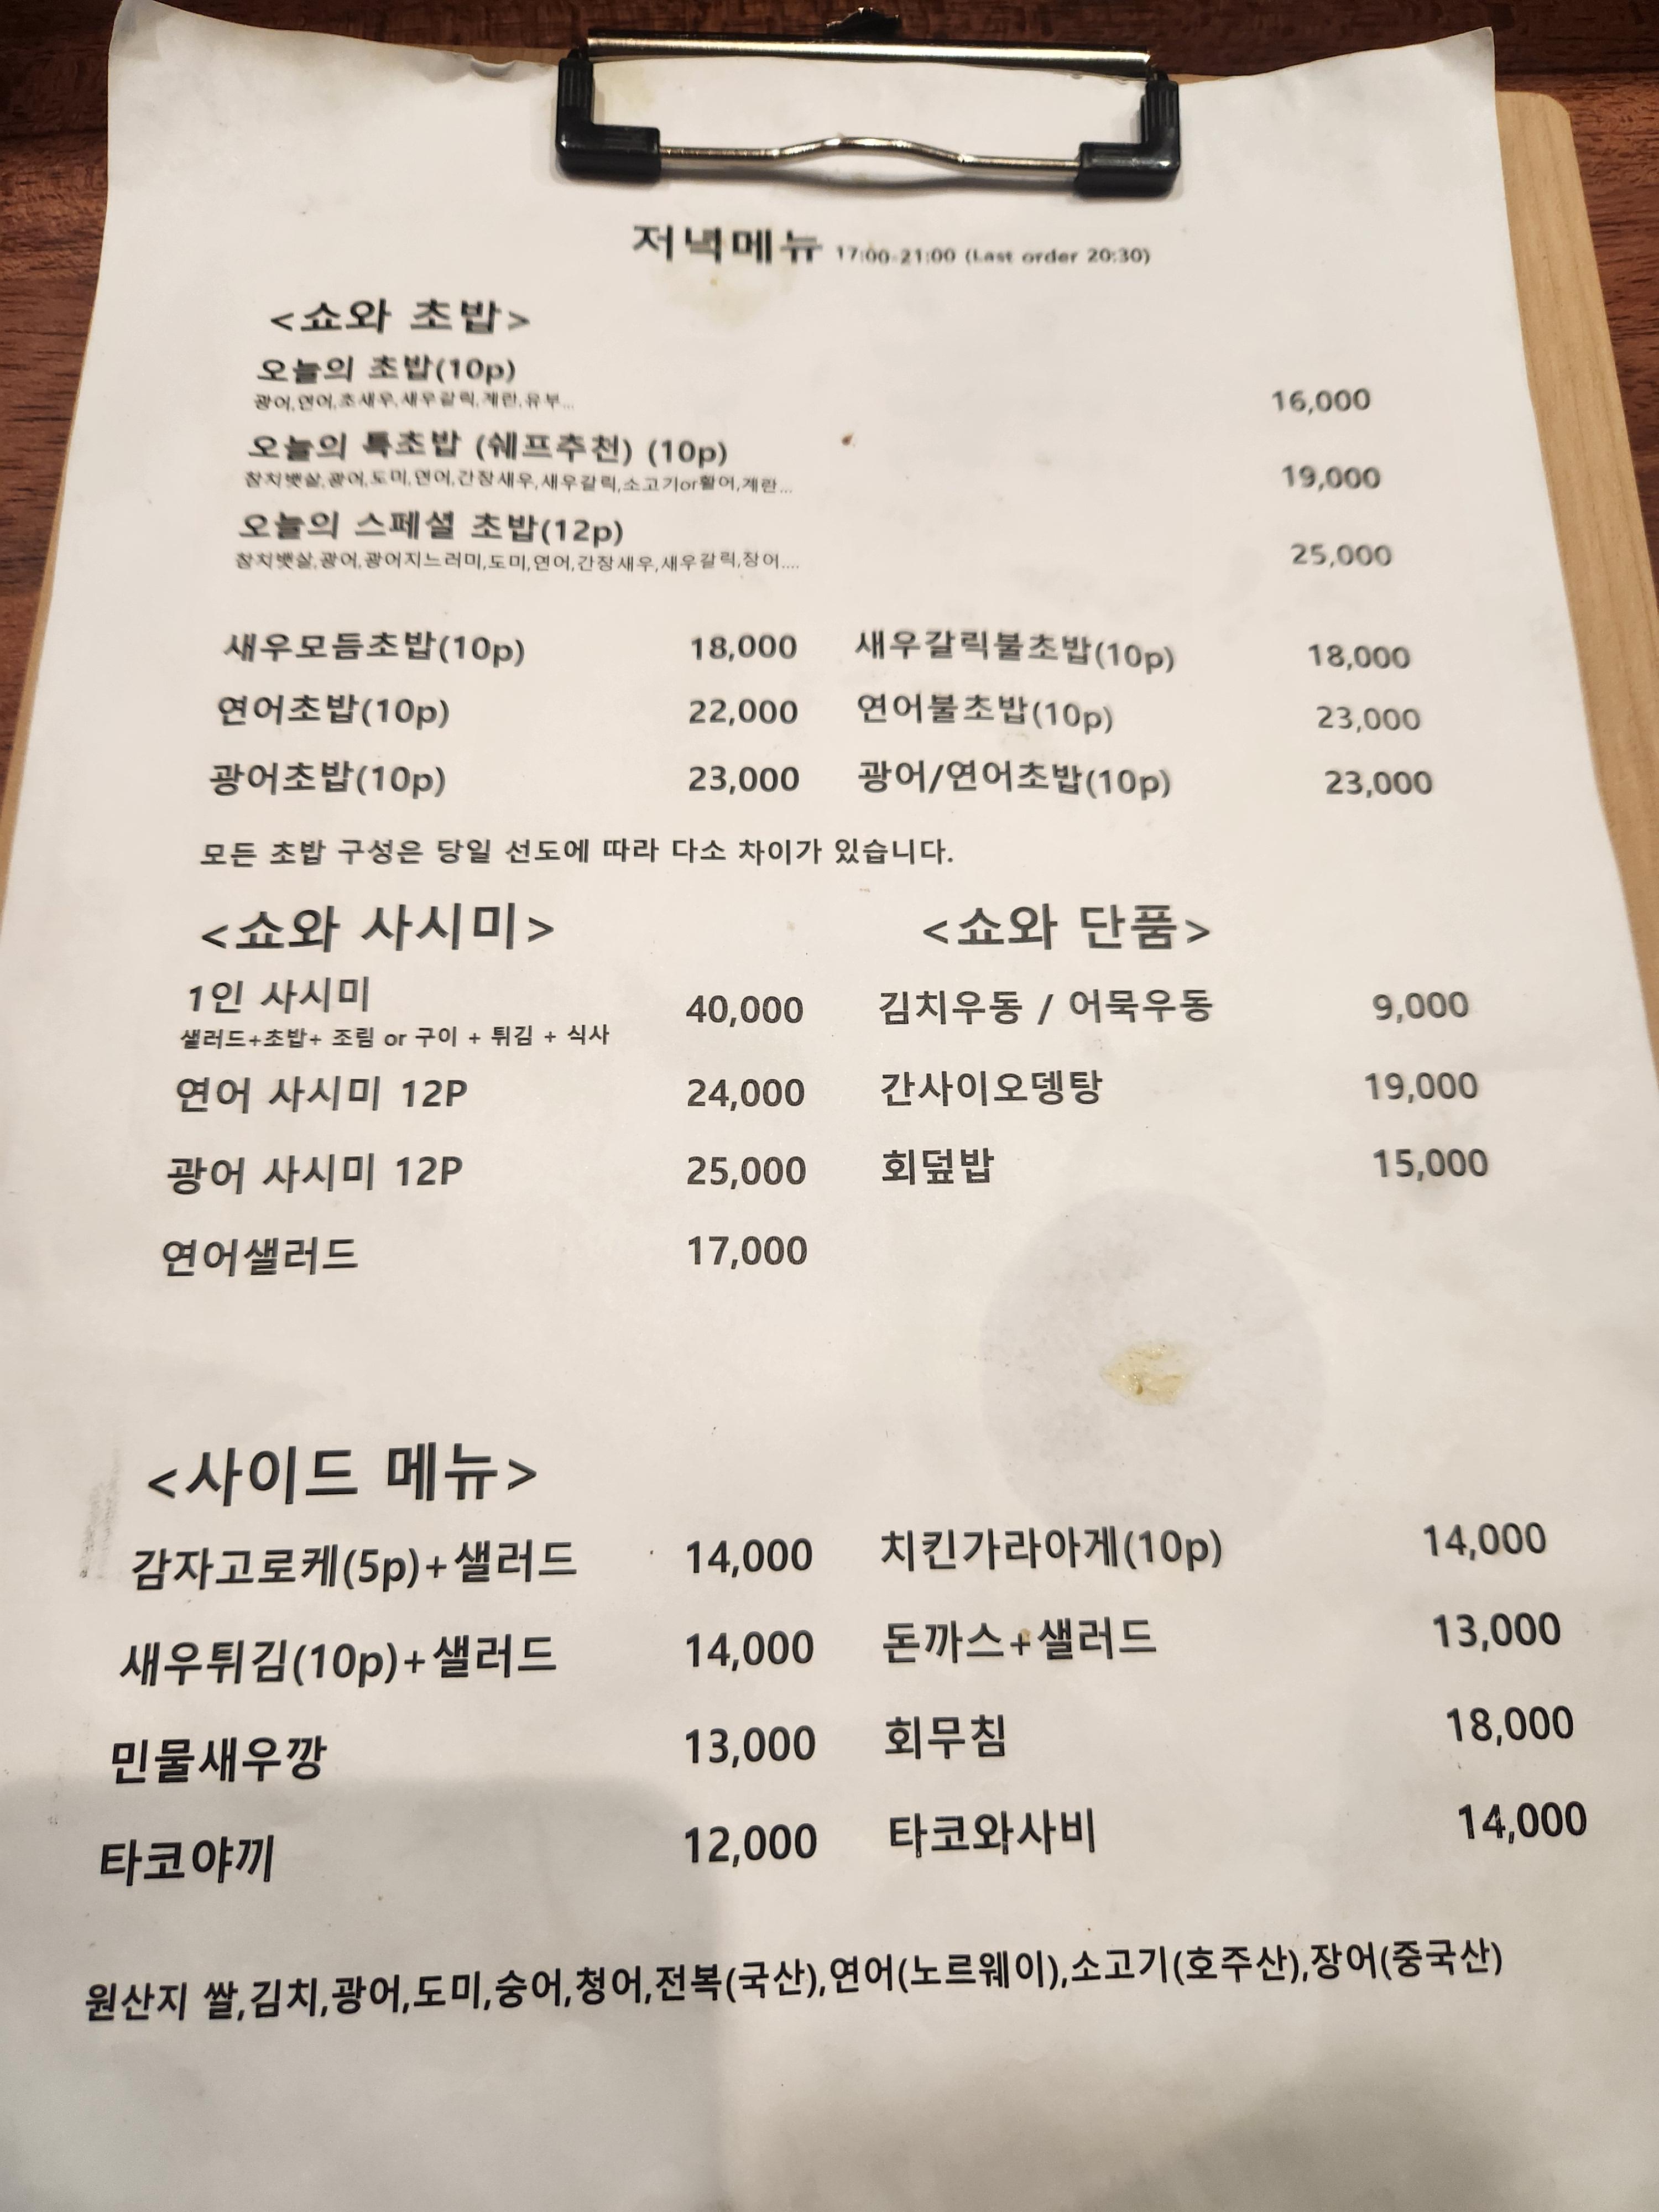 저녁메뉴 17:00-21:00 (Last order 20:30)
<쇼와 초밥>
오늘의 초밥(10p)
광어,연어,초새우,새우갈릭,계란,유부...
16,000
오늘의 특초밥 (쉐프추천) (10p)
참치뱃살,광어,도미,연어,간장새우,새우갈릭,소고기or활어,계란...
19,000
오늘의 스페셜 초밥(12p)
참치뱃살,광어,광어지느러미,도미,연어,간장새우,새우갈릭,장어....
25,000
새우모듬초밥(10p) 18,000 새우갈릭불초밥(10p) 18,000
연어초밥(10p) 22,000 연어불초밥(10p) 23,000
광어초밥(10p) 23,000 광어/연어초밥(10p) 23,000
모든 초밥 구성은 당일 선도에 따라 다소 차이가 있습니다.
<쇼와 사시미>
1인 사시미 40,000
샐러드+초밥+ 조림 or 구이 + 튀김 + 식사
연어 사시미 12P 24,000
광어 사시미 12P 25,000
연어샐러드 17,000
<쇼와 단품>
김치우동 / 어묵우동 9,000
간사이오뎅탕 19,000
회덮밥 15,000
<사이드 메뉴>
감자고로케(5p)+샐러드 14,000 치킨가라아게(10p) 14,000
새우튀김(10p)+샐러드 14,000 돈까스+샐러드 13,000
민물새우깡 13,000 회무침 18,000
타코야끼 12,000 타코와사비 14,000
원산지 쌀,김치,광어,도미,숭어,청어,전복(국산),연어(노르웨이),소고기(호주산),장어(중국산)